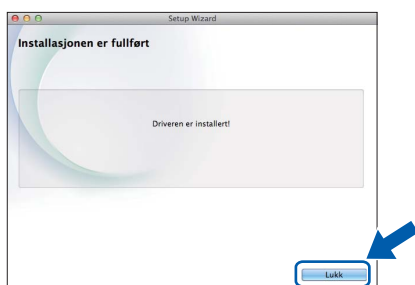 Setup Wizard
Installasjonen er fullført
Driveren er installert!
Lukk